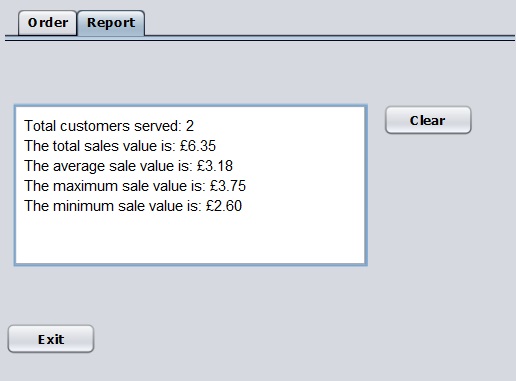 Order Report
Total customers served: 2
Clear
The total sales value is: £6.35
The average sale value is: £3.18
The maximum sale value is: £3.75
The minimum sale value is: £2.60
Exit